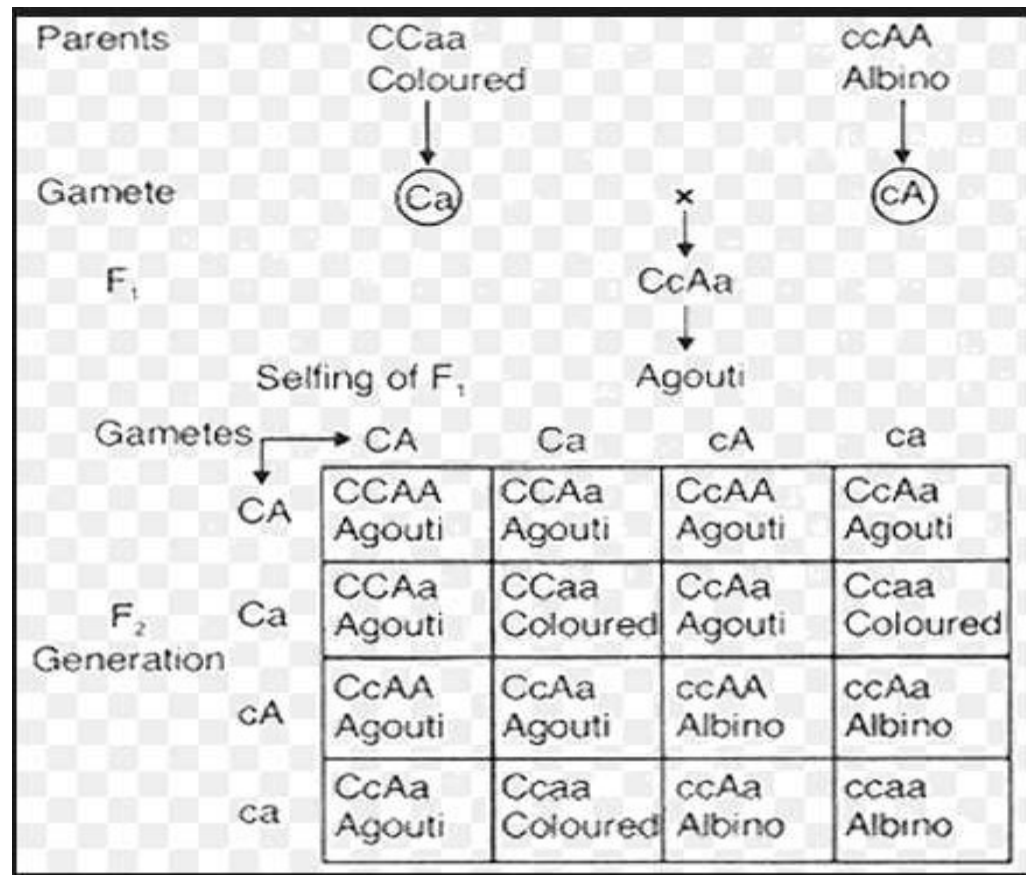 Parents CCaa ccAA
Coloured Albino
Gamete Ca × cA
F₁ CcAa
Selfing of F₁ Agouti
Gametes CA Ca cA ca
CA CCAA CCAa CcAA CcAa
Agouti Agouti Agouti Agouti
F₂ Generation Ca CCAa CCaa CcAa Ccaa
Agouti Coloured Agouti Coloured
cA CcAA CcAa ccAA ccAa
Agouti Agouti Albino Albino
ca CcAa Ccaa ccAa ccaa
Agouti Coloured Albino Albino